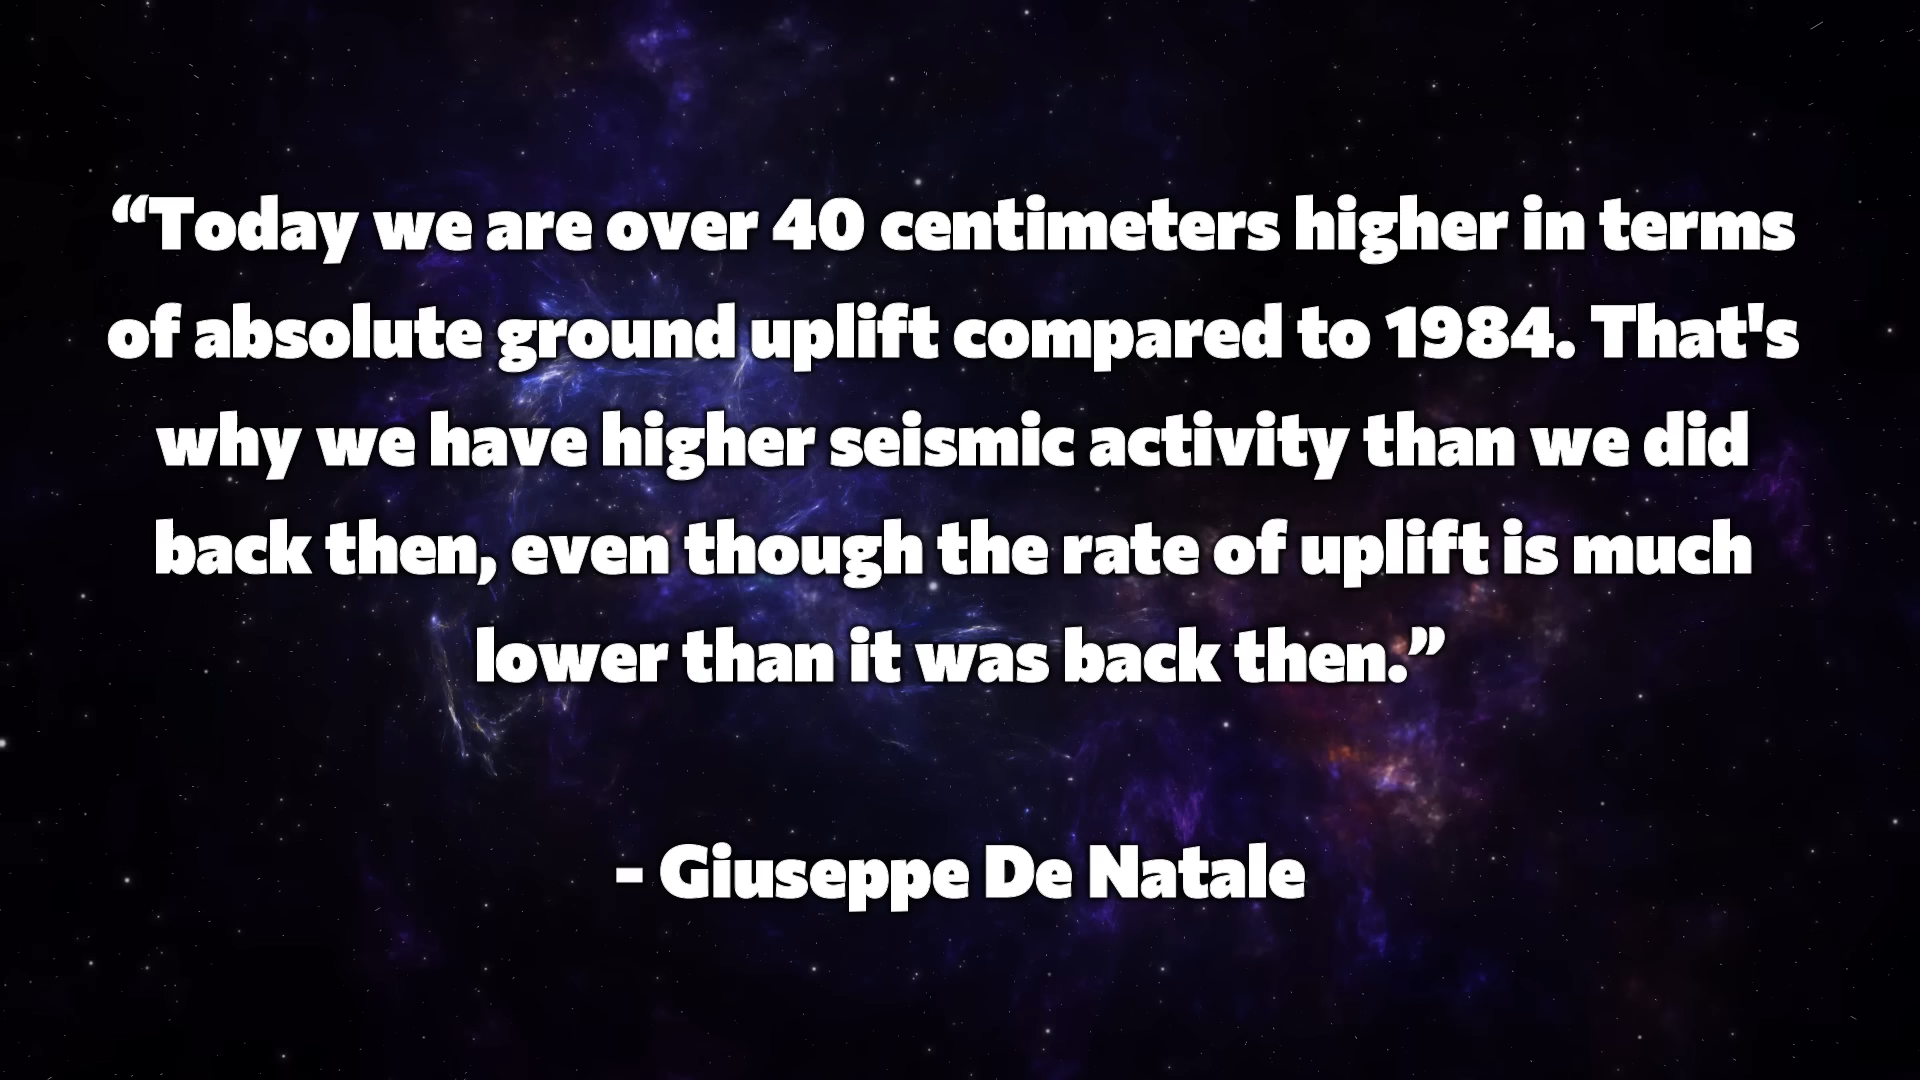 “Today we are over 40 centimeters higher in terms
of absolute ground uplift compared to 1984. That's
why we have higher seismic activity than we did
back then, even though the rate of uplift is much
lower than it was back then.”
- Giuseppe De Natale